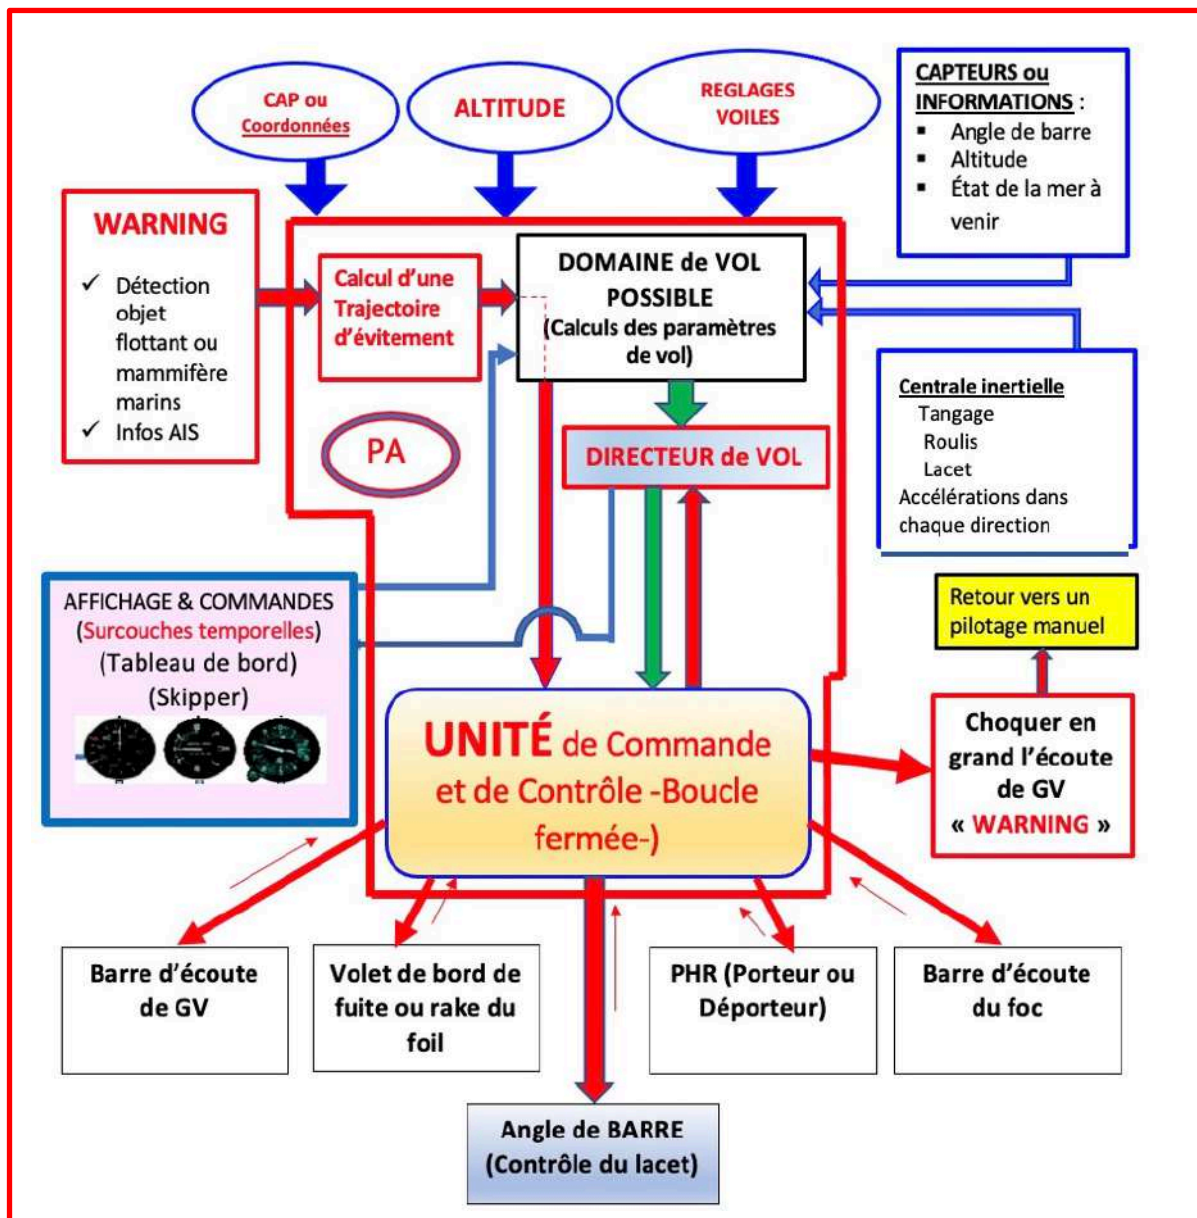 CAP ou
Coordonnées
ALTITUDE
REGLAGES
VOILES
CAPTEURS ou
INFORMATIONS :
▪ Angle de barre
▪ Altitude
▪ État de la mer à
venir
WARNING
✓ Détection
objet
flottant ou
mammifère
marins
✓ Infos AIS
Calcul d'une
Trajectoire
d'évitement
DOMAINE de VOL
POSSIBLE
(Calculs des paramètres
de vol)
Centrale inertielle
Tangage
Roulis
Lacet
Accélérations dans
chaque direction
PA
DIRECTEUR de VOL
AFFICHAGE & COMMANDES
(Surcouches temporelles)
(Tableau de bord)
(Skipper)
Retour vers un
pilotage manuel
UNITÉ de Commande
et de Contrôle -Boucle
fermée-)
Choquer en
grand l'écoute
de GV
« WARNING »
Barre d'écoute
de GV
Volet de bord de
fuite ou rake du
foil
PHR (Porteur ou
Déporteur)
Barre d'écoute
du foc
Angle de BARRE
(Contrôle du lacet)